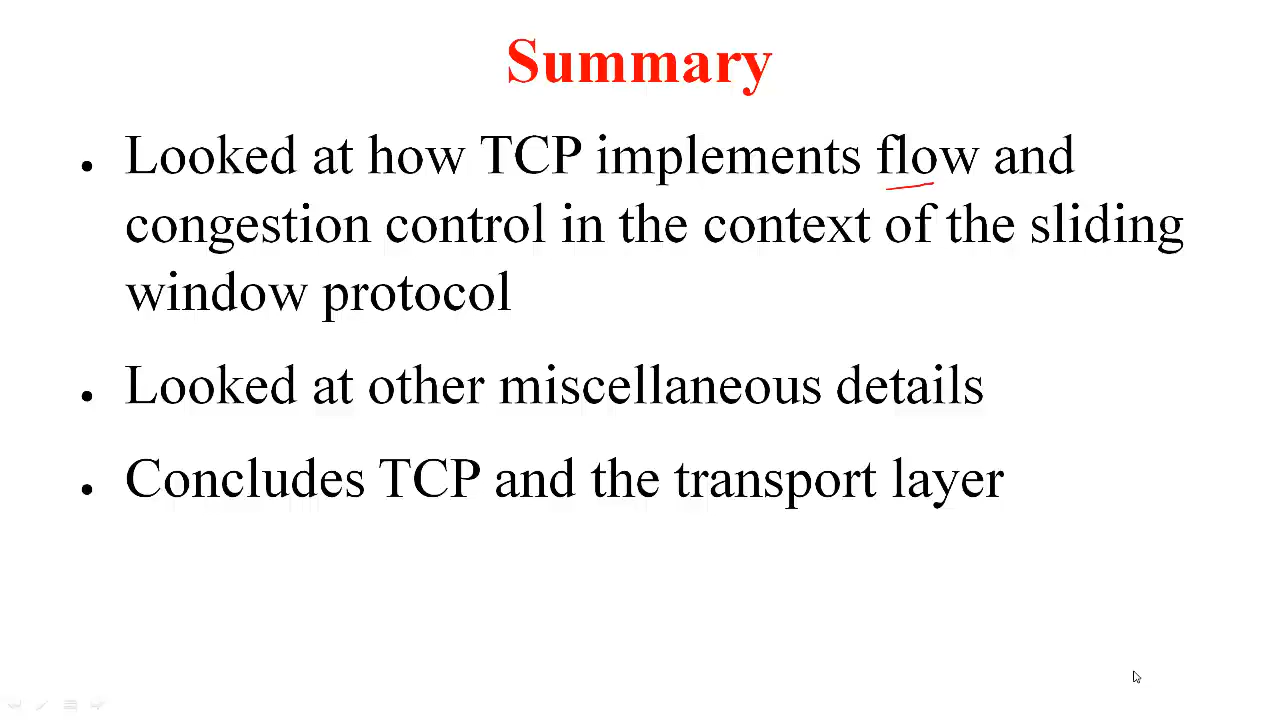 Summary
• Looked at how TCP implements flow and
congestion control in the context of the sliding
window protocol
• Looked at other miscellaneous details
• Concludes TCP and the transport layer